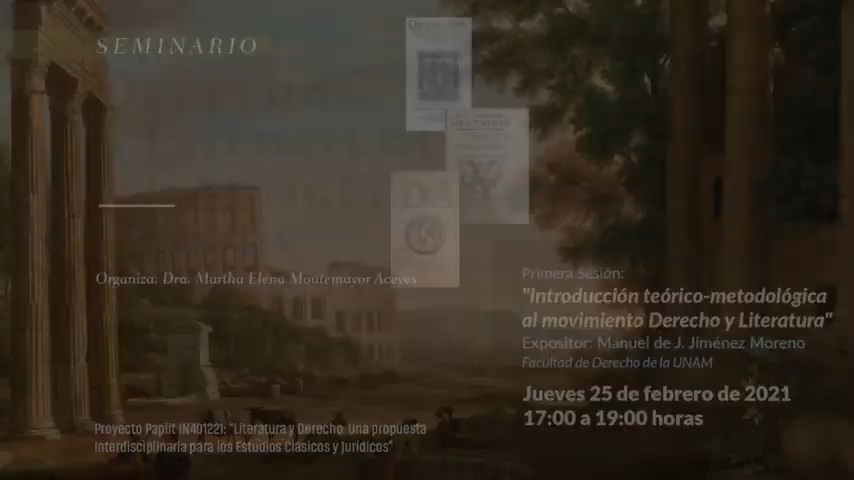 SEMINARIO
Organiza: Dra. Martha Elena Montemayor Aceves
Primera Sesión:
"Introducción teórico-metodológica
al movimiento Derecho y Literatura"
Expositor: Manuel de J. Jiménez Moreno
Facultad de Derecho de la UNAM
Jueves 25 de febrero de 2021
17:00 a 19:00 horas
Proyecto Papiit IN401221: "Literatura y Derecho: Una propuesta
Interdisciplinaria para los Estudios Clásicos y Jurídicos"